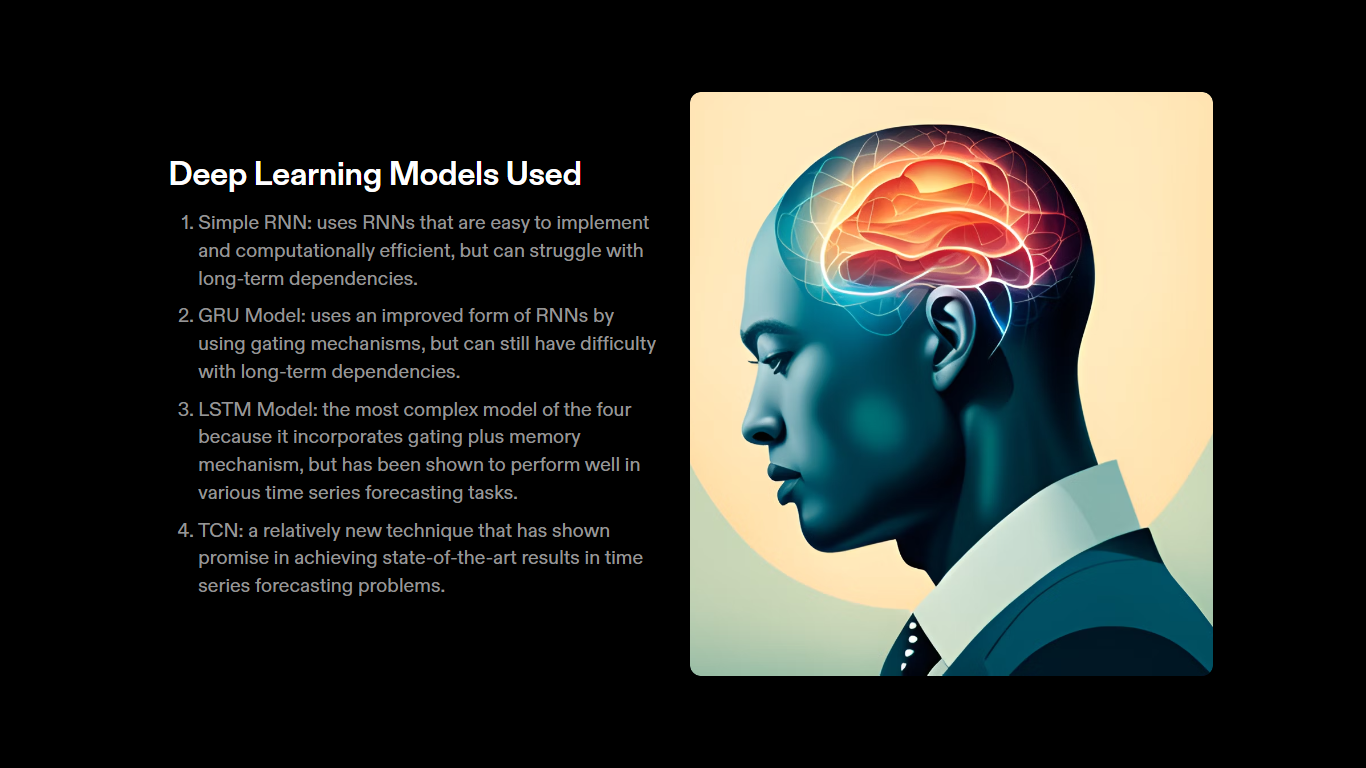 Deep Learning Models Used
1. Simple RNN: uses RNNs that are easy to implement
and computationally efficient, but can struggle with
long-term dependencies.
2. GRU Model: uses an improved form of RNNs by
using gating mechanisms, but can still have difficulty
with long-term dependencies.
3. LSTM Model: the most complex model of the four
because it incorporates gating plus memory
mechanism, but has been shown to perform well in
various time series forecasting tasks.
4. TCN: a relatively new technique that has shown
promise in achieving state-of-the-art results in time
series forecasting problems.